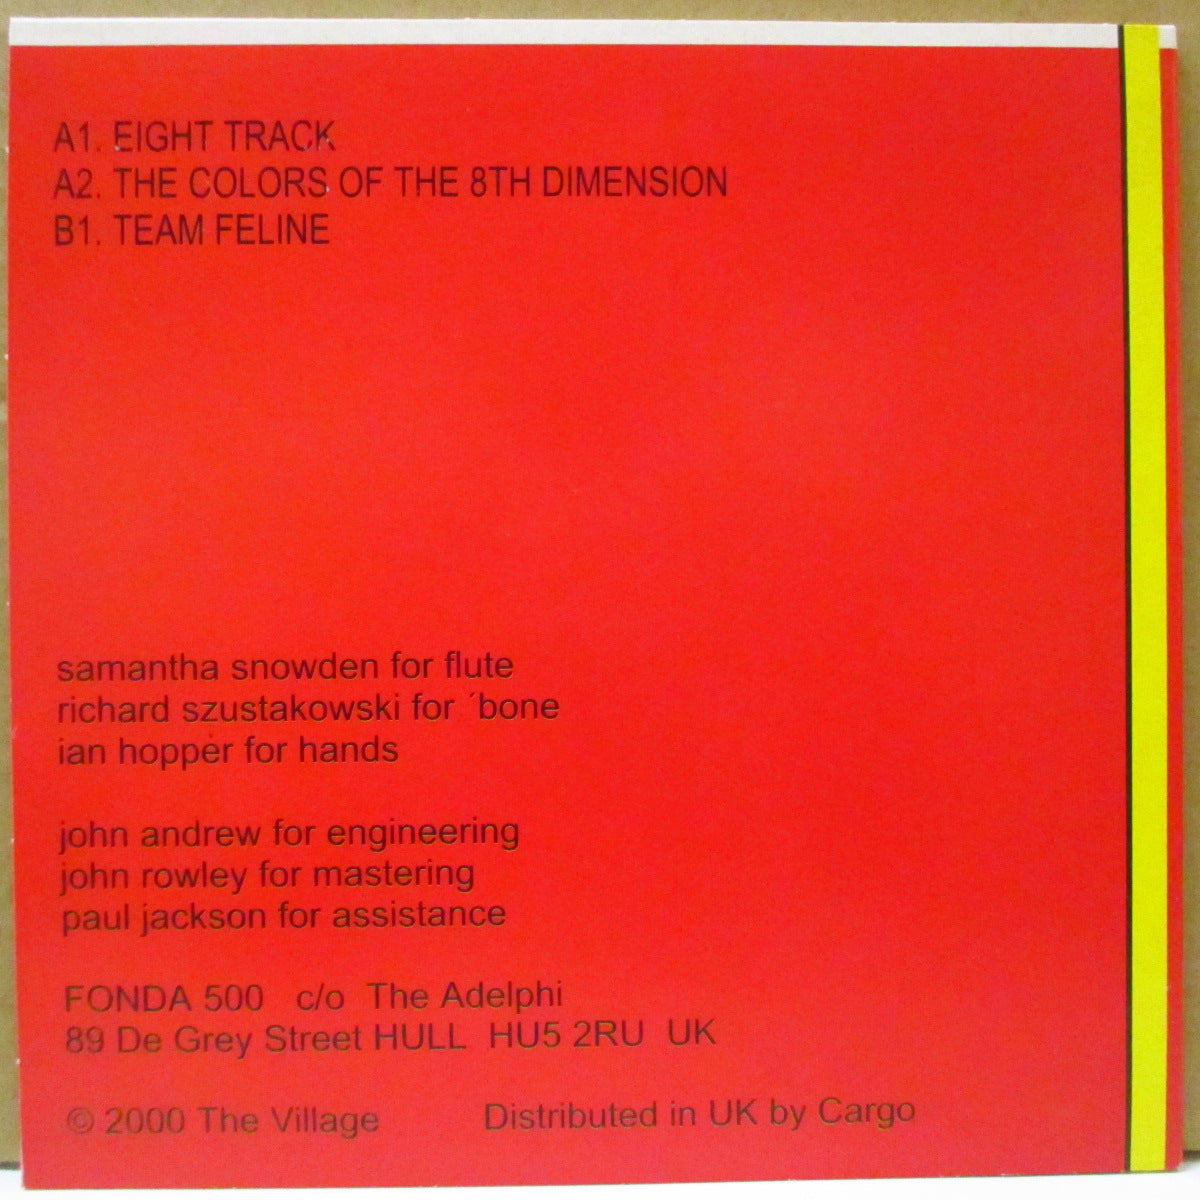 A1. EIGHT TRACK
A2. THE COLORS OF THE 8TH DIMENSION
B1. TEAM FELINE
samantha snowden for flute
richard szustakowski for ´bone
ian hopper for hands
john andrew for engineering
john rowley for mastering
paul jackson for assistance
FONDA 500 c/o The Adelphi
89 De Grey Street HULL HU5 2RU UK
© 2000 The Village Distributed in UK by Cargo